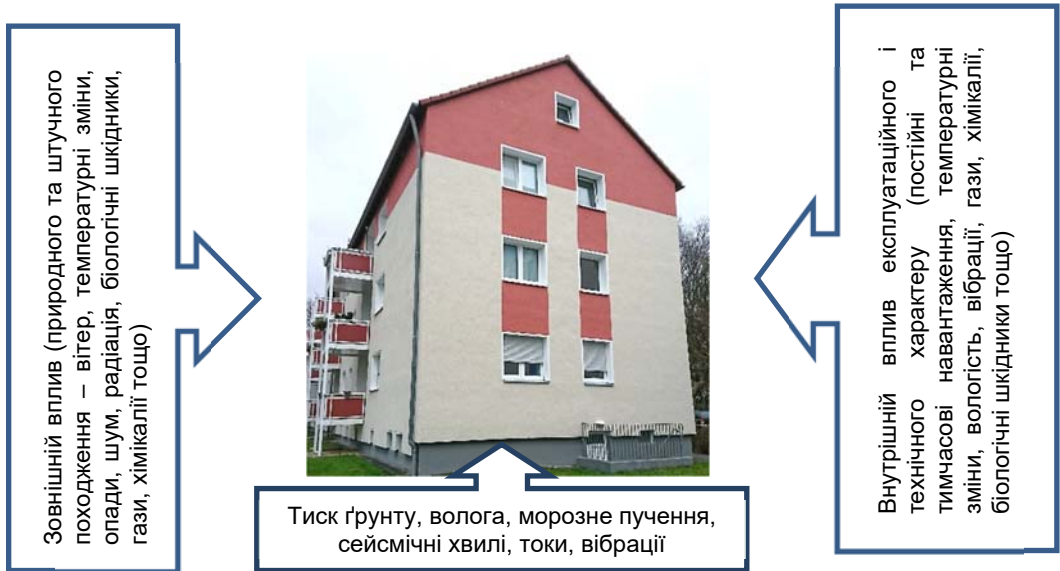 Зовнішній вплив (природного та штучного
походження – вітер, температурні зміни,
опади, шум, радіація, біологічні шкідники,
гази, хімікалії тощо)
Тиск ґрунту, волога, морозне пучення,
сейсмічні хвилі, токи, вібрації
Внутрішній вплив експлуатаційного і
технічного характеру (постійні та
тимчасові навантаження, температурні
зміни, вологість, вібрації, гази, хімікалії,
біологічні шкідники тощо)